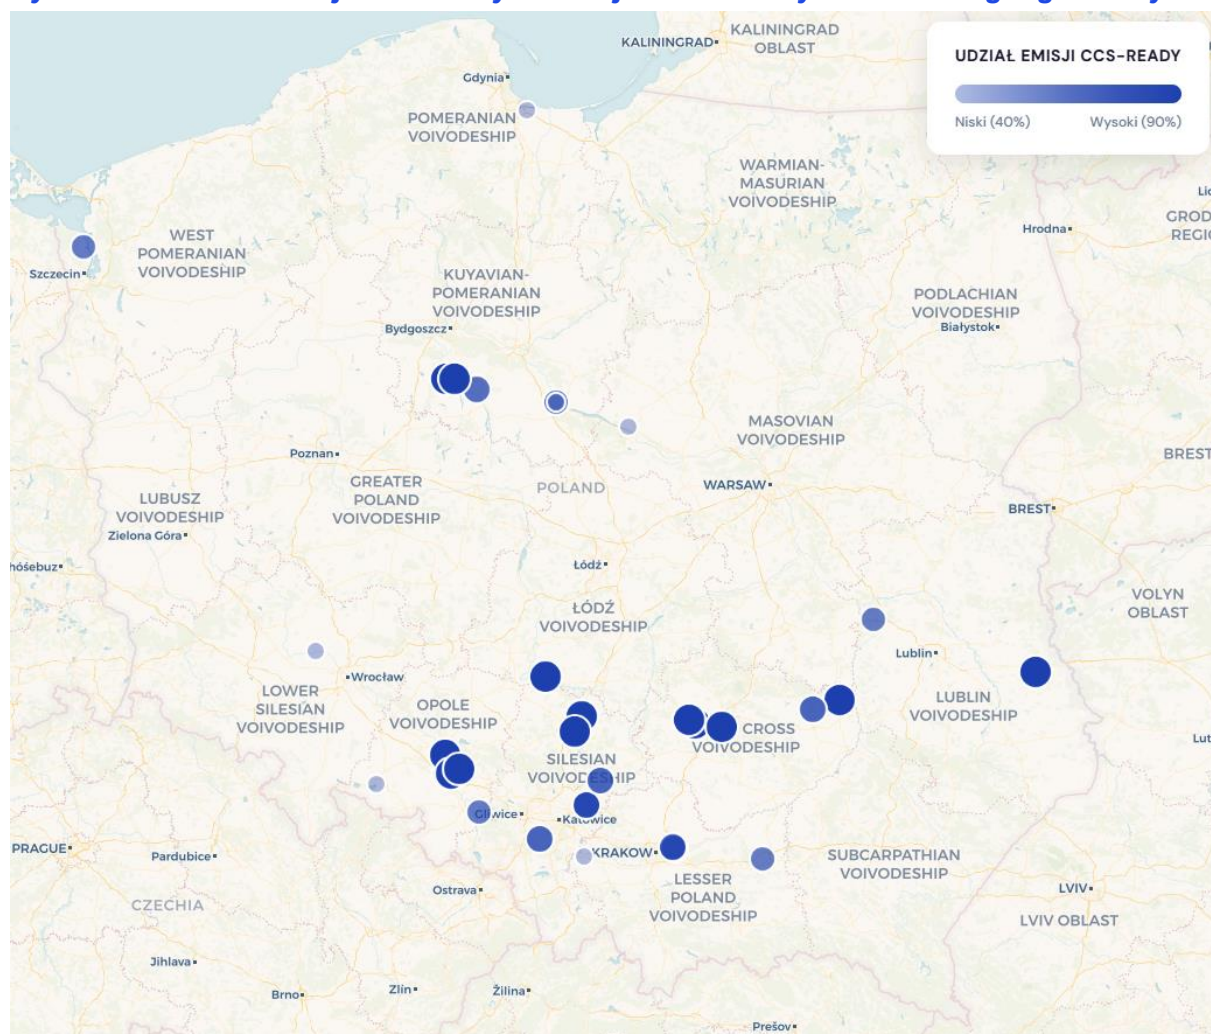 KALININGRAD
KALININGRAD
OBLAST
UDZIAŁ EMISJI CCS-READY
Niski (40%)
Wysoki (90%)
Gdynia
POMERANIAN
VOIVODESHIP
WARMIAN-
MASURIAN
VOIVODESHIP
Hrodna
WEST
POMERANIAN
VOIVODESHIP
Szczecin
KUYAVIAN-
POMERANIAN
VOIVODESHIP
Bydgoszcz
PODLACHIAN
VOIVODESHIP
Białystok
MASOVIAN
VOIVODESHIP
BREST
Poznan
GREATER
POLAND
VOIVODESHIP
POLAND
WARSAW
LUBUSZ
VOIVODESHIP
Zielona Góra
BREST
Łódź
ŁÓDŹ
VOIVODESHIP
VOLYN
OBLAST
Lublin
Wrocław
LOWER
SILESIAN
VOIVODESHIP
OPOLE
VOIVODESHIP
LUBLIN
VOIVODESHIP
CROSS
VOIVODESHIP
SILESIAN
VOIVODESHIP
Gliwice
Katowice
PRAGUE
Pardubice
KRAKOW
SUBCARPATHIAN
VOIVODESHIP
LESSER
POLAND
VOIVODESHIP
Ostrava
LVIV
CZECHIA
LVIV OBLAST
Jihlava
Brno
Zlín
Žilina
Prešov